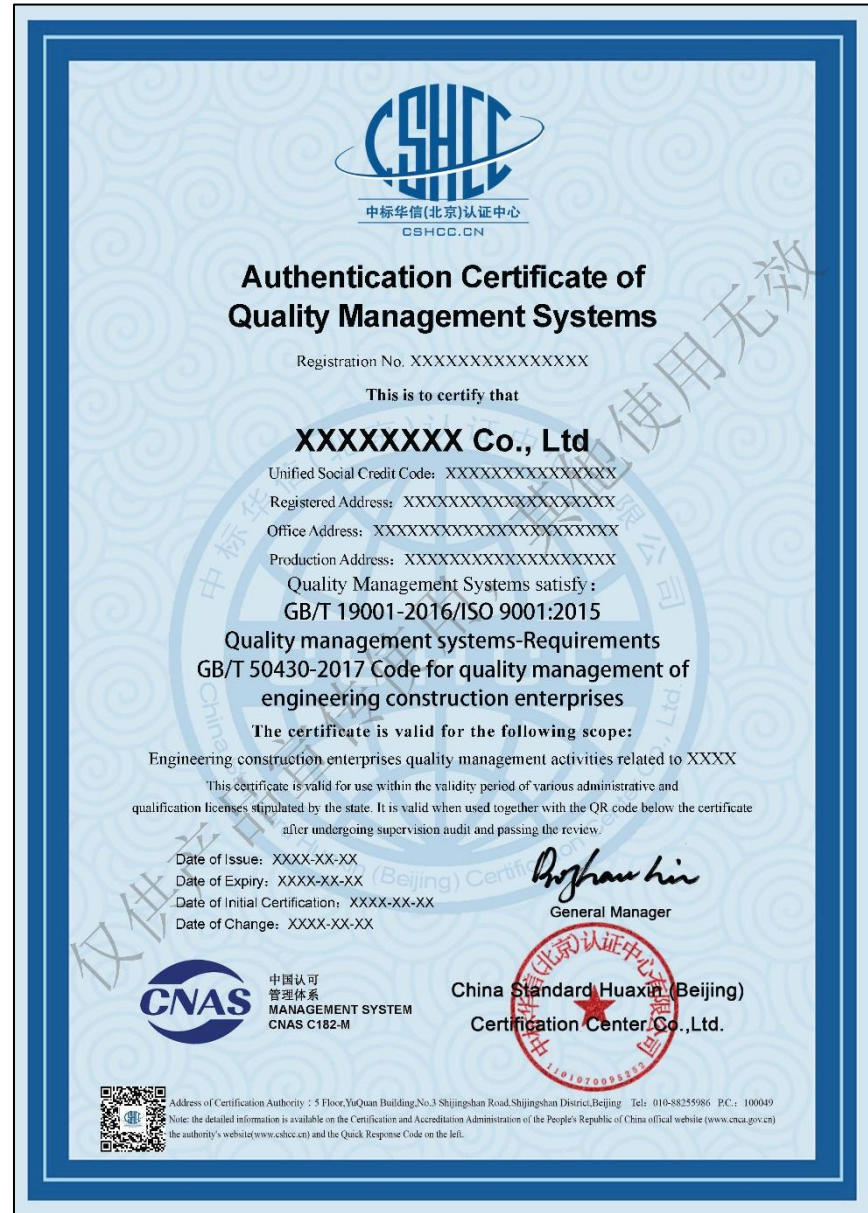 CSHCC
中标华信(北京)认证中心
CSHCC.CN
Authentication Certificate of
Quality Management Systems
Registration No. XXXXXXXXXXXXXXX
This is to certify that
XXXXXXXX Co., Ltd
Unified Social Credit Code: XXXXXXXXXXXXXXX
Registered Address: XXXXXXXXXXXXXXXXXXX
Office Address: XXXXXXXXXXXXXXXXXXXXXX
Production Address: XXXXXXXXXXXXXXXXXXX
Quality Management Systems satisfy:
GB/T 19001-2016/ISO 9001:2015
Quality management systems-Requirements
GB/T 50430-2017 Code for quality management of
engineering construction enterprises
The certificate is valid for the following scope:
Engineering construction enterprises quality management activities related to XXXX
This certificate is valid for use within the validity period of various administrative and
qualification licenses stipulated by the state. It is valid when used together with the QR code below the certificate
after undergoing supervision audit and passing the review.
Date of Issue: XXXX-XX-XX
Date of Expiry: XXXX-XX-XX
Date of Initial Certification: XXXX-XX-XX
Date of Change: XXXX-XX-XX
General Manager
CNAS
中国认可
管理体系
MANAGEMENT SYSTEM
CNAS C182-M
China Standard Huaxin (Beijing)
Certification Center Co.,Ltd.
中标华信(北京)认证中心有限公司
1101070095252
Address of Certification Authority : 5 Floor,YuQuan Building,No.3 Shijingshan Road,Shijingshan District,Beijing Tel: 010-88255986 P.C.: 100049
Note: the detailed information is available on the Certification and Accreditation Administration of the People's Republic of China offical website (www.cnca.gov.cn)
the authority's website(www.cshcc.cn) and the Quick Response Code on the left.
仅供产品宣传使用，其他使用无效